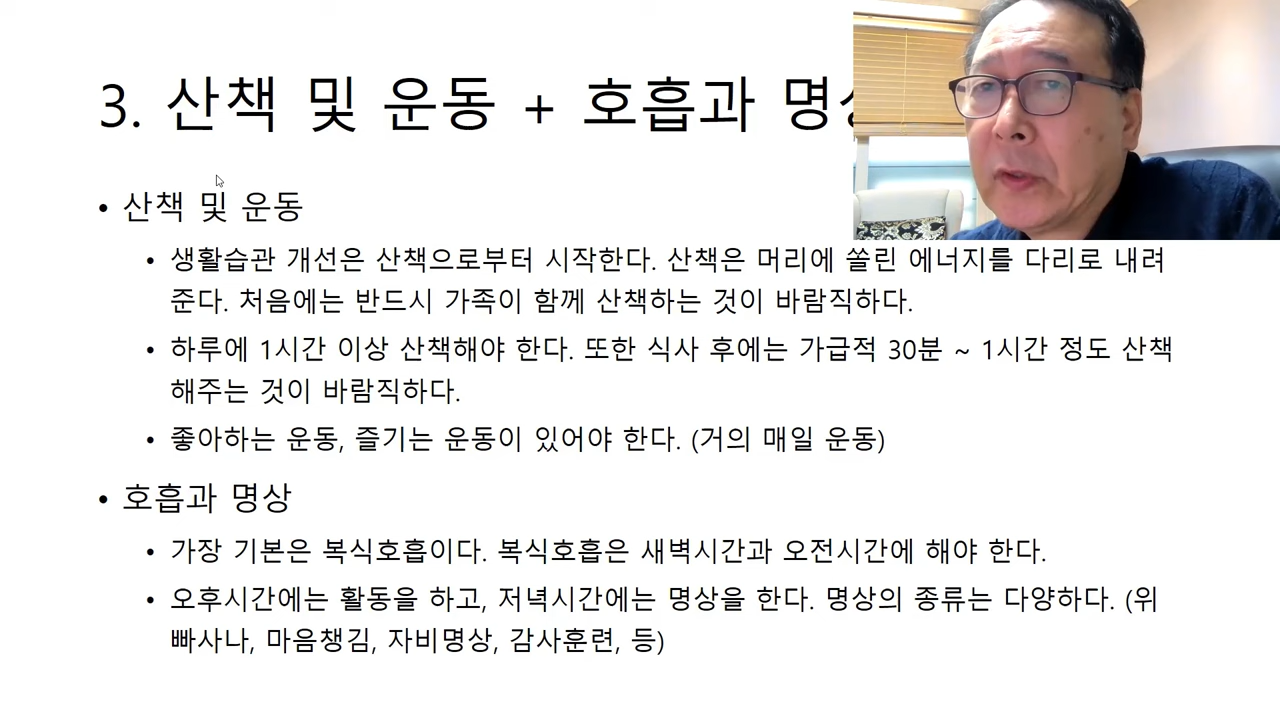 3. 산책 및 운동 + 호흡과
• 산책 및 운동
• 생활습관 개선은 산책으로부터 시작한다. 산책은 머리에 쏠린 에너지를 다리로 내려
준다. 처음에는 반드시 가족이 함께 산책하는 것이 바람직하다.
• 하루에 1시간 이상 산책해야 한다. 또한 식사 후에는 가급적 30분 ~ 1시간 정도 산책
해주는 것이 바람직하다.
• 좋아하는 운동, 즐기는 운동이 있어야 한다. (거의 매일 운동)
• 호흡과 명상
• 가장 기본은 복식호흡이다. 복식호흡은 새벽시간과 오전시간에 해야 한다.
• 오후시간에는 활동을 하고, 저녁시간에는 명상을 한다. 명상의 종류는 다양하다. (위
빠사나, 마음챙김, 자비명상, 감사훈련, 등)